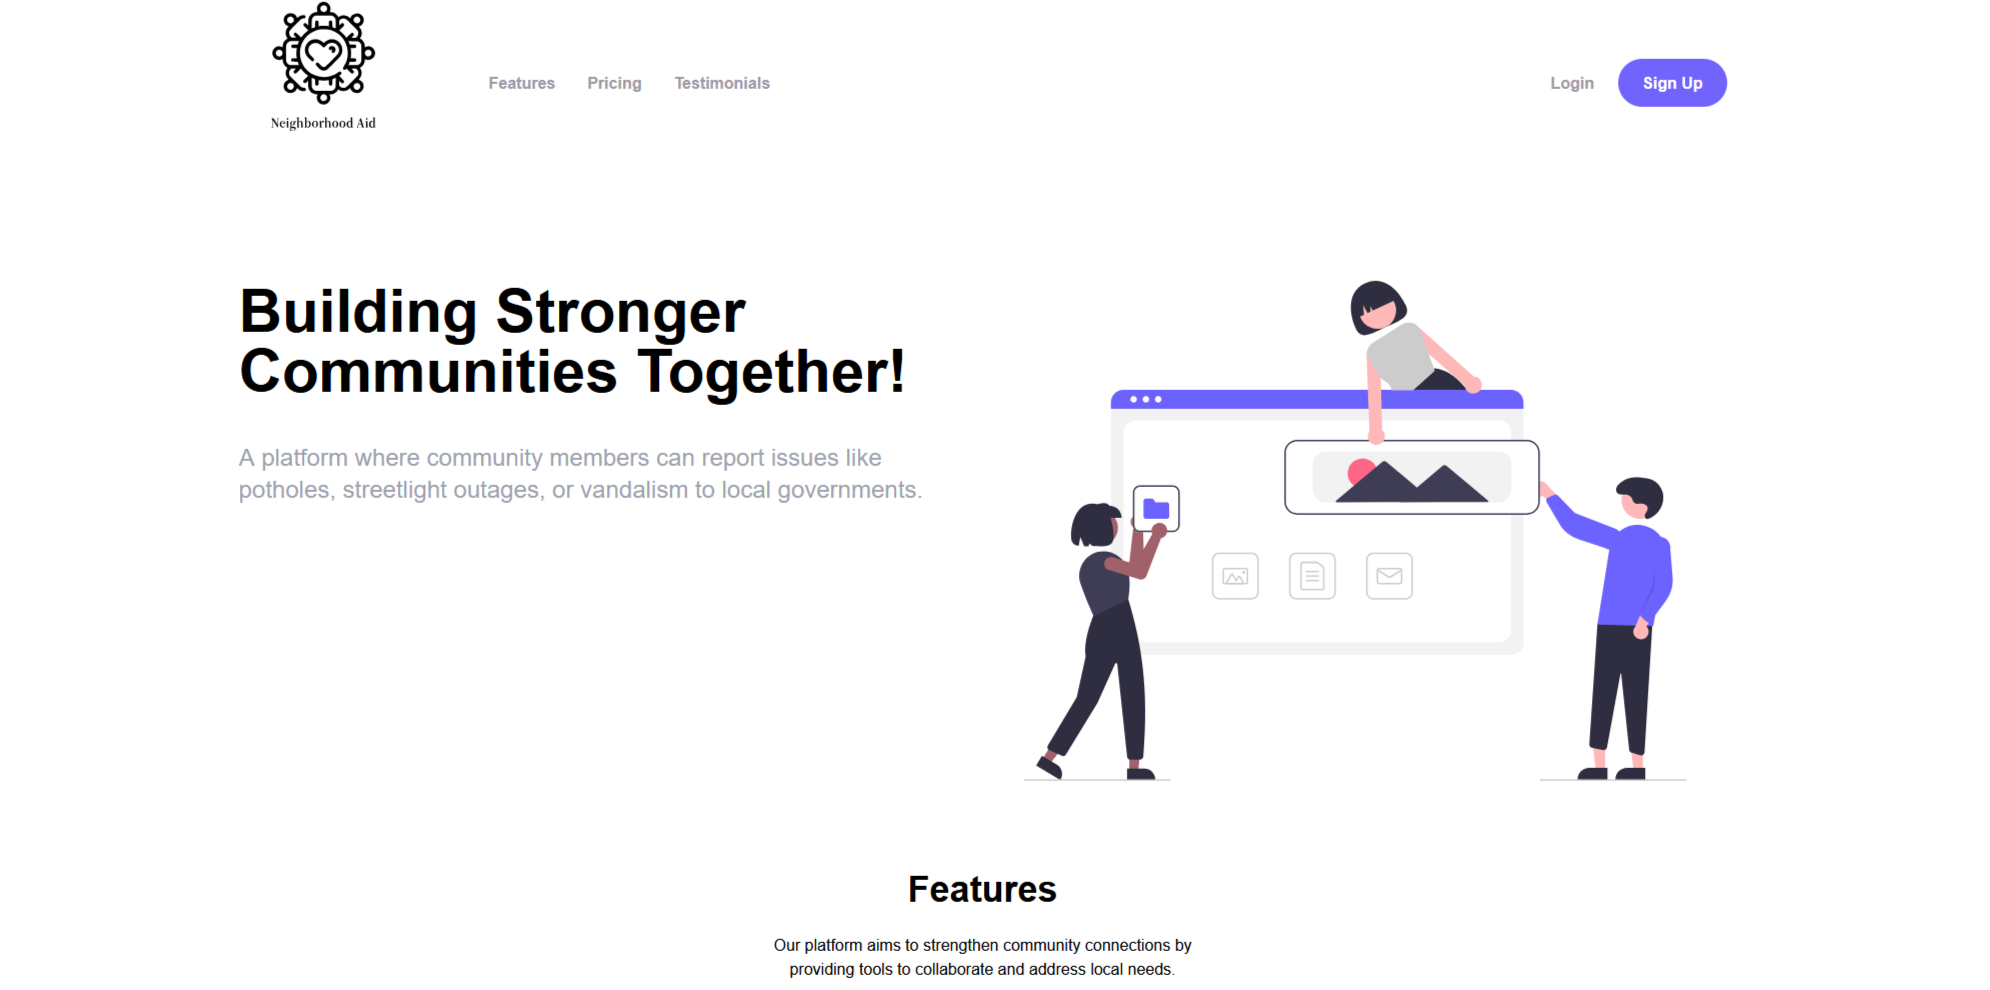 Neighborhood Aid
Features
Pricing
Testimonials
Login
Sign Up
Building Stronger
Communities Together!
A platform where community members can report issues like
potholes, streetlight outages, or vandalism to local governments.
Features
Our platform aims to strengthen community connections by
providing tools to collaborate and address local needs.